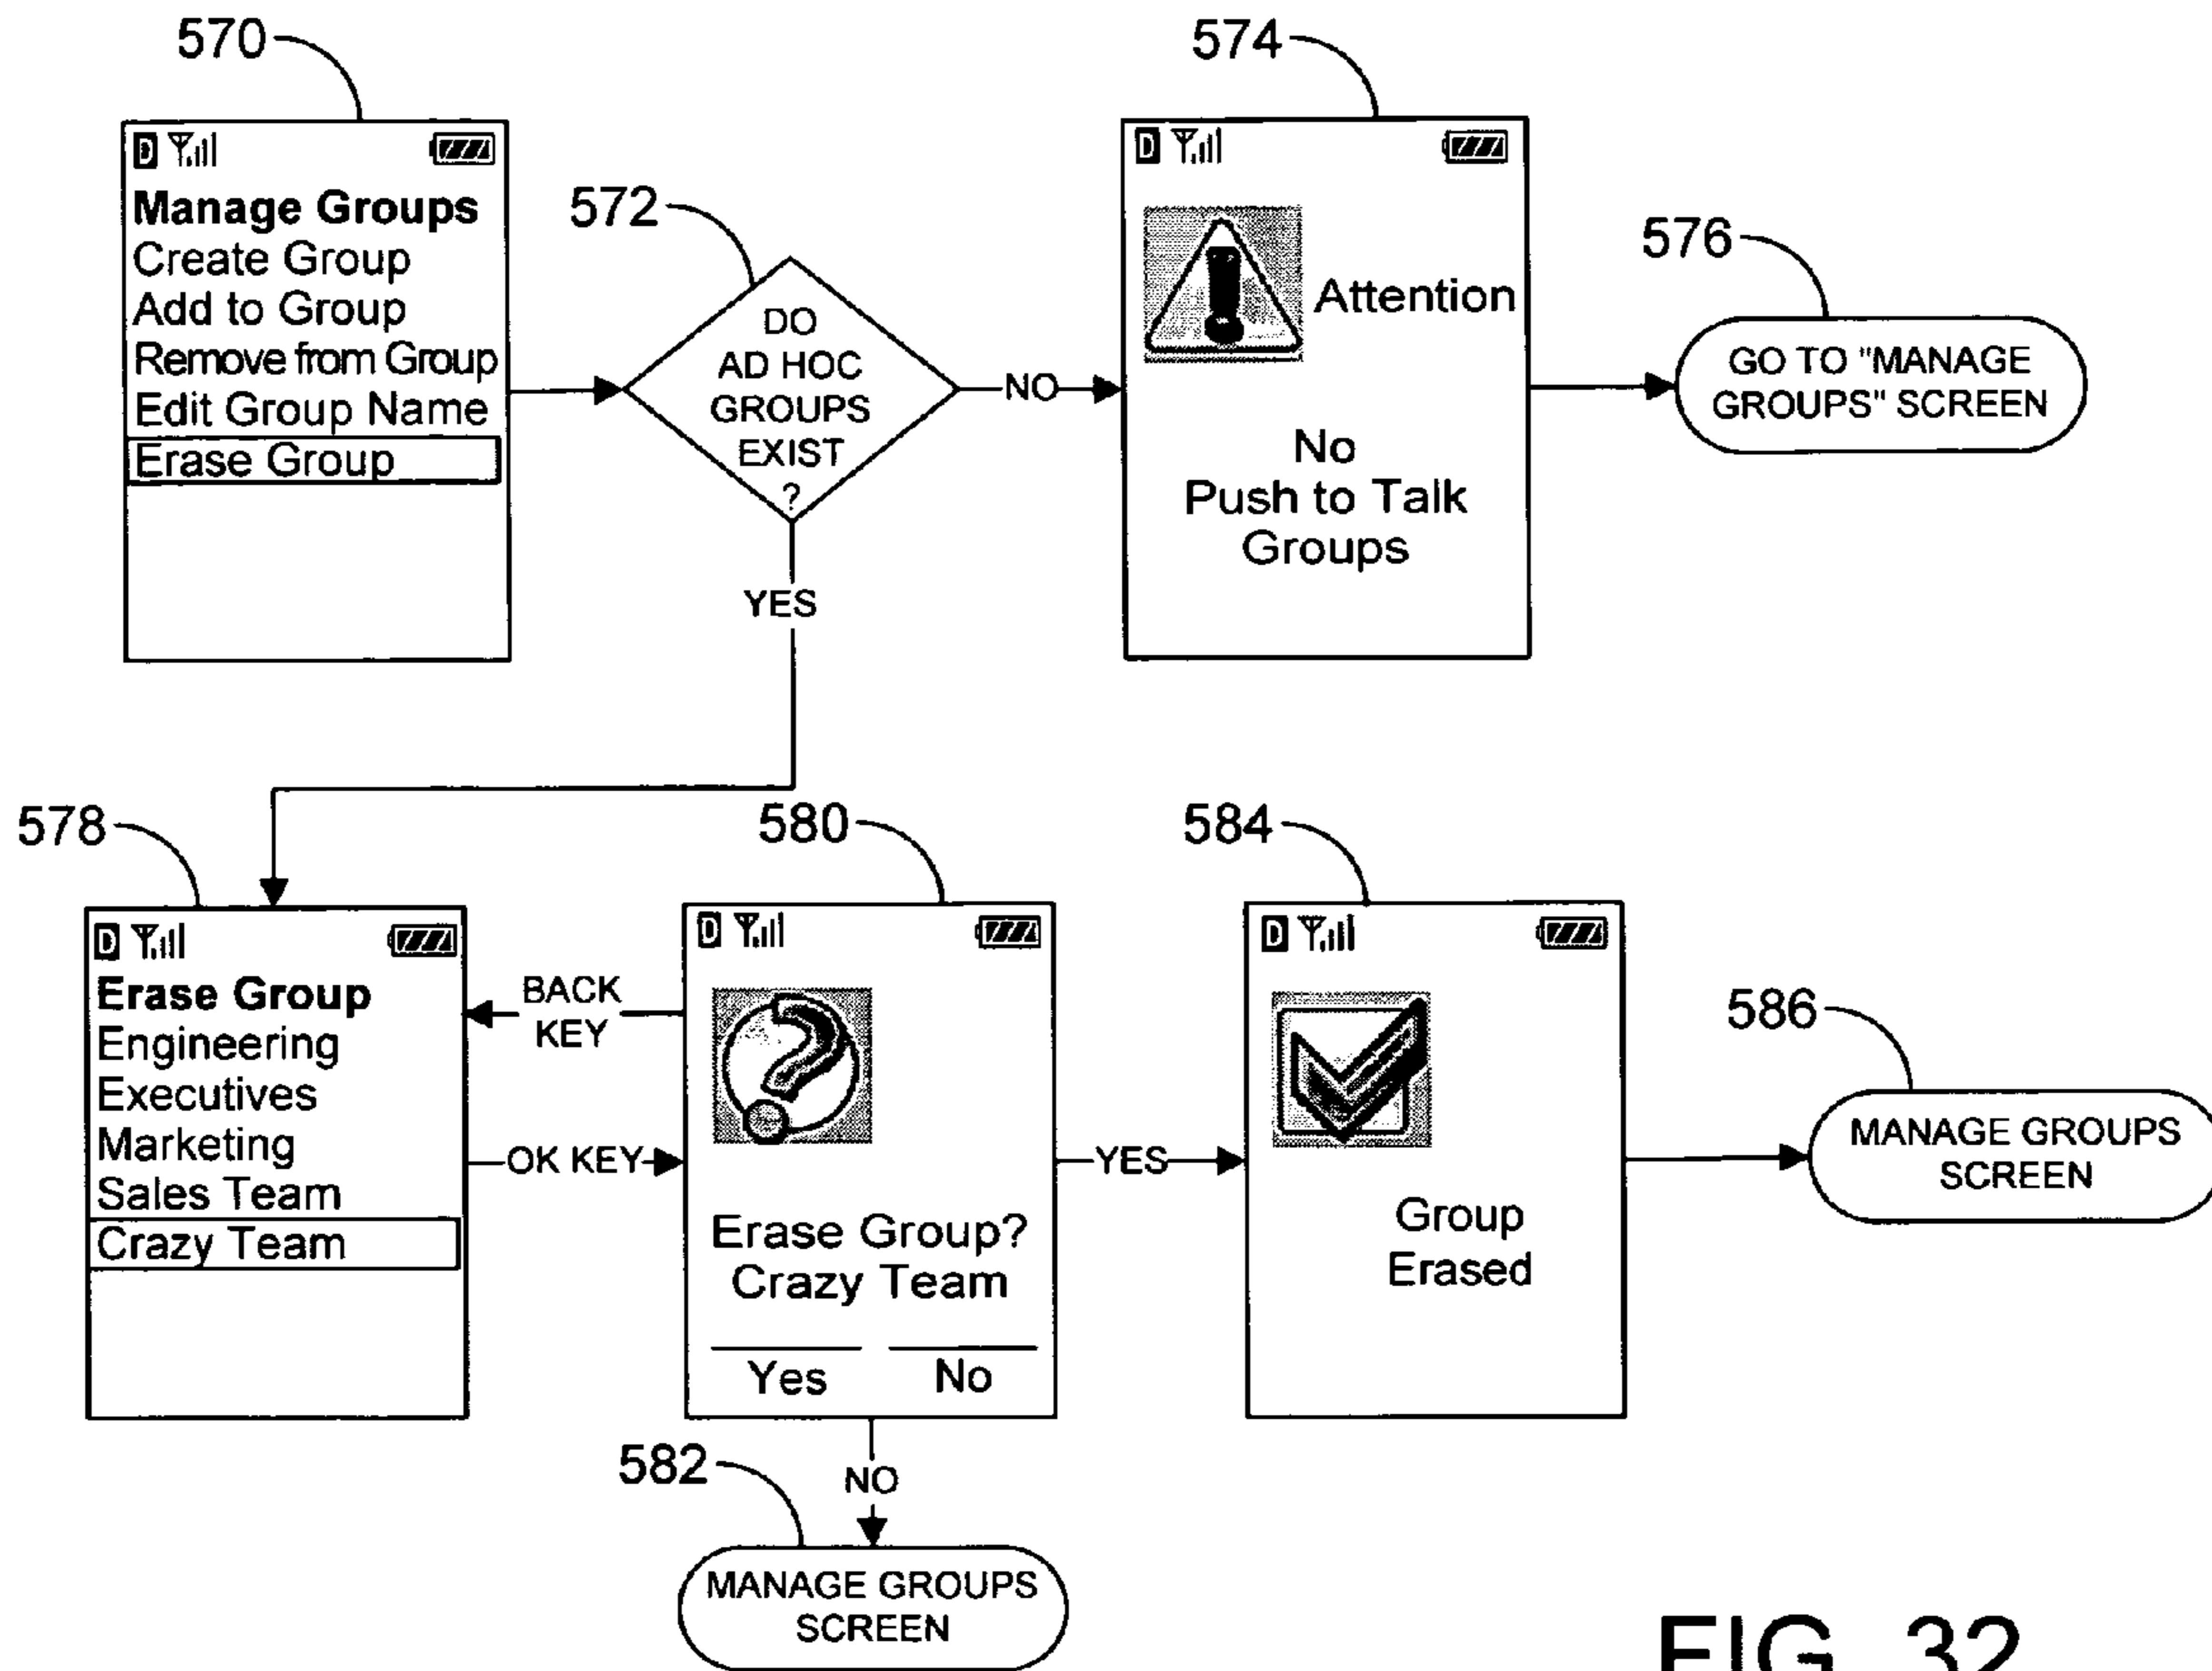 570
D
Manage Groups
Create Group
Add to Group
Remove from Group
Edit Group Name
Erase Group
572
DO
AD HOC
GROUPS
EXIST
?
NO
YES
574
D
Attention
No
Push to Talk
Groups
576
GO TO "MANAGE
GROUPS" SCREEN
578
D
Erase Group
Engineering
Executives
Marketing
Sales Team
Crazy Team
BACK
KEY
OK KEY
580
D
Erase Group?
Crazy Team
Yes
No
YES
NO
582
MANAGE GROUPS
SCREEN
584
D
Group
Erased
586
MANAGE GROUPS
SCREEN
FIG. 32